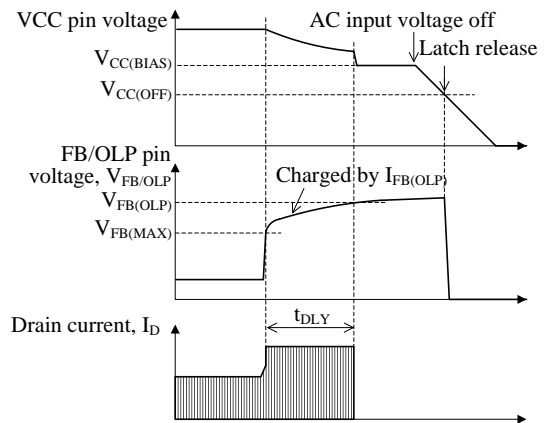 VCC pin voltage
AC input voltage off
Latch release
VCC(BIAS)
VCC(OFF)
FB/OLP pin
voltage, VFB/OLP
Charged by IFB(OLP)
VFB(OLP)
VFB(MAX)
Drain current, ID
tDLY